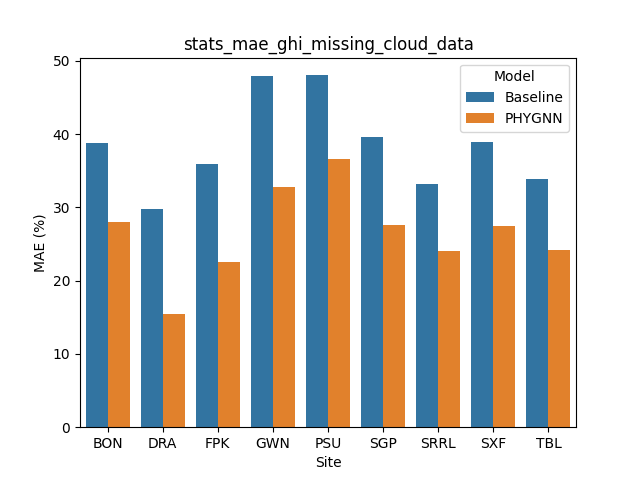 stats_mae_ghi_missing_cloud_data
Model
Baseline
PHYGNN
MAE (%)
50
40
30
20
10
0
BON DRA FPK GWN PSU SGP SRRL SXF TBL
Site